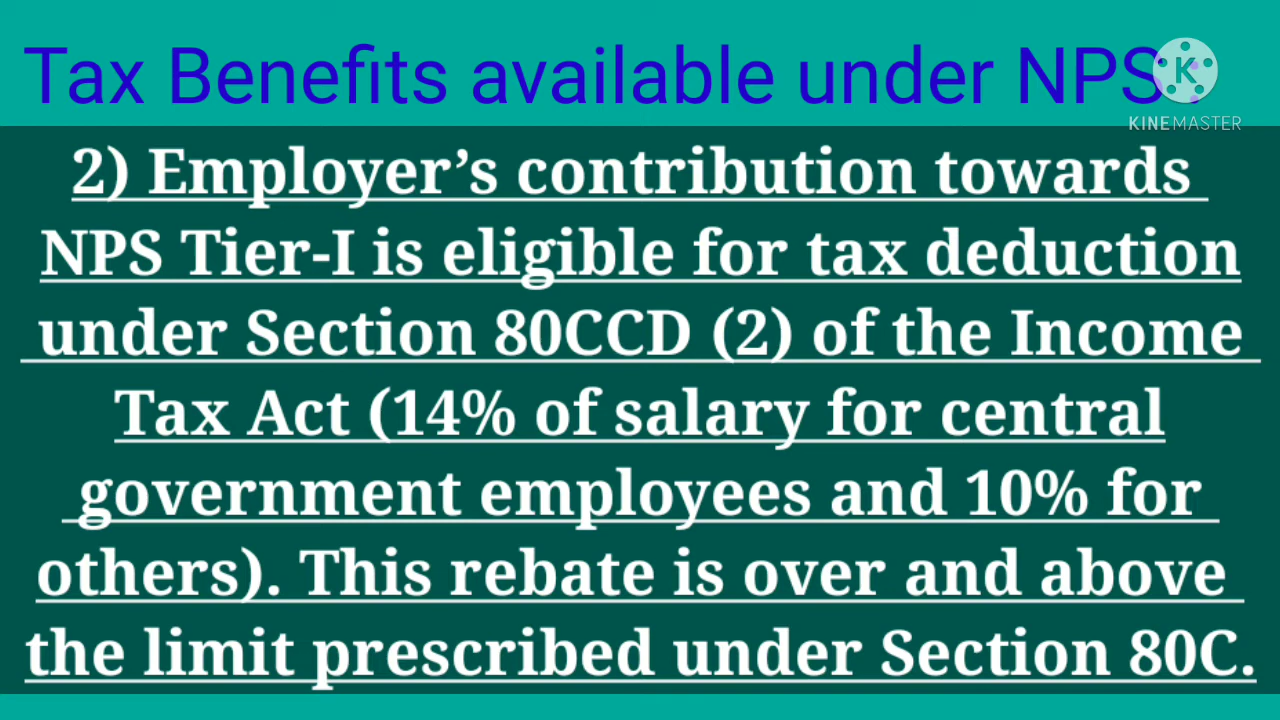 Tax Benefits available under NPS.
KINEMASTER
2) Employer’s contribution towards
NPS Tier-I is eligible for tax deduction
under Section 80CCD (2) of the Income
Tax Act (14% of salary for central
government employees and 10% for
others). This rebate is over and above
the limit prescribed under Section 80C.